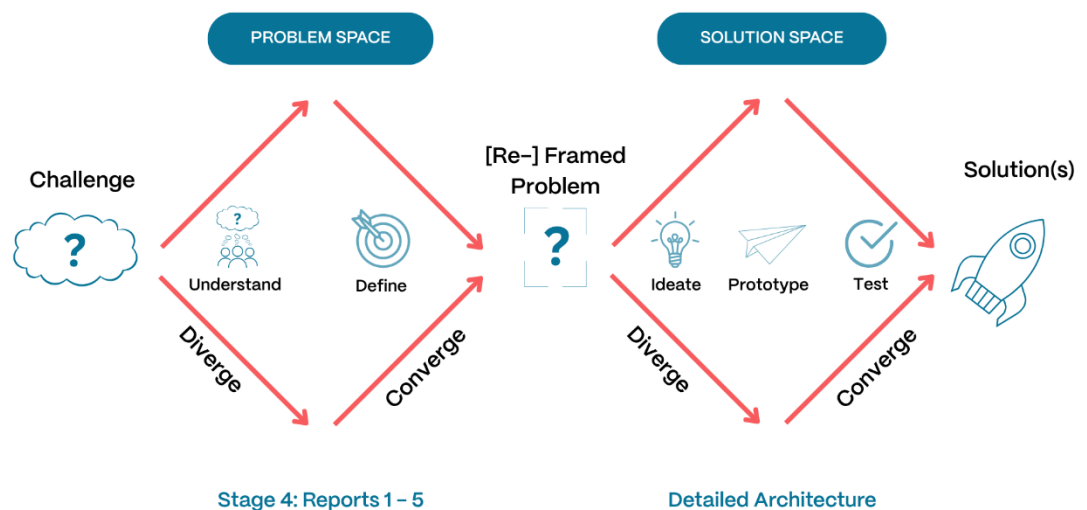 PROBLEM SPACE
SOLUTION SPACE
Challenge
?
?
Understand
Define
Diverge
Converge
[Re-] Framed
Problem
?
Ideate
Prototype
Test
Diverge
Converge
Solution(s)
Stage 4: Reports 1 – 5
Detailed Architecture